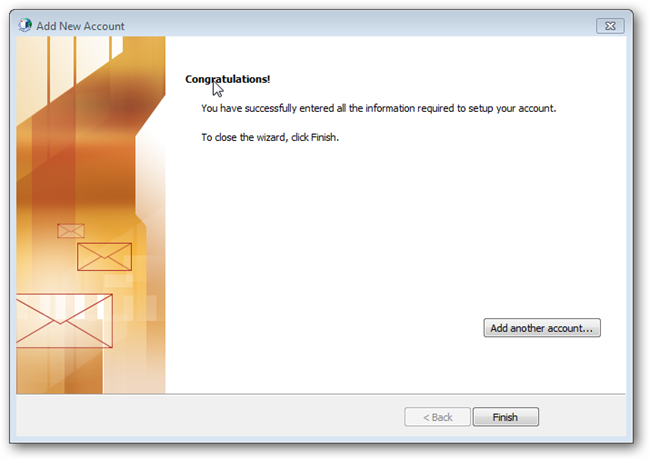 Add New Account
Congratulations!
You have successfully entered all the information required to setup your account.
To close the wizard, click Finish.
Add another account...
< Back
Finish